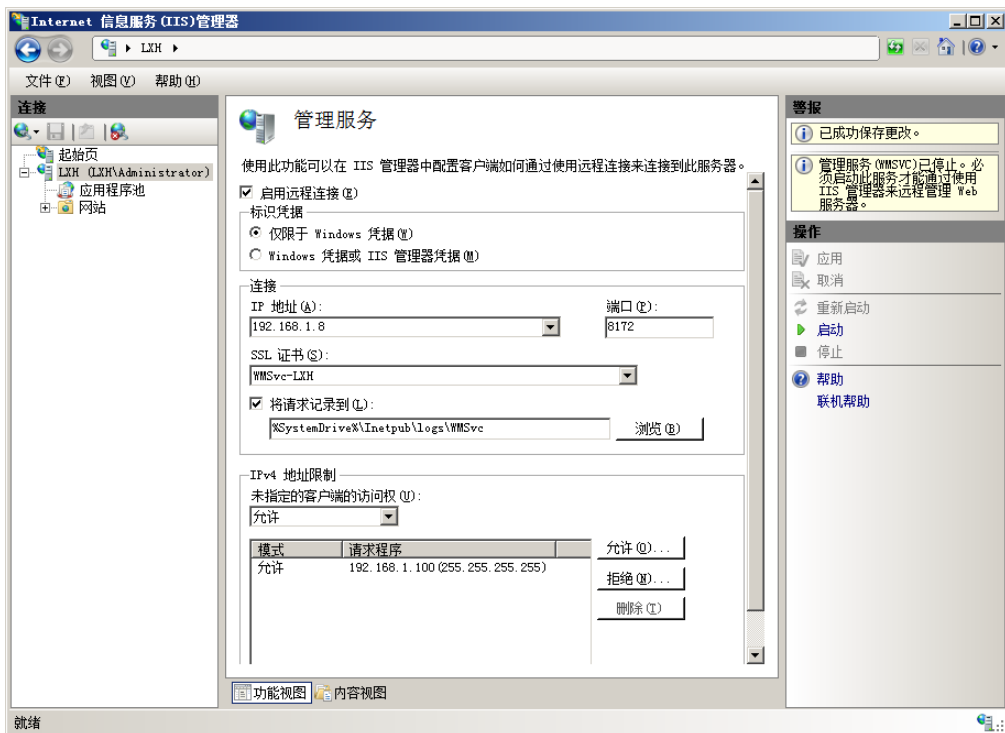 Internet 信息服务(IIS)管理器
LXH
文件(F) 视图(V) 帮助(H)
连接
起始页
LXH (LXH\Administrator)
应用程序池
网站
管理服务
使用此功能可以在 IIS 管理器中配置客户端如何通过使用远程连接来连接到此服务器。
启用远程连接(E)
标识凭据
仅限于 Windows 凭据(W)
Windows 凭据或 IIS 管理器凭据(M)
连接
IP 地址(A): 端口(P):
192.168.1.8 8172
SSL 证书(S):
WMSvc-LXH
将请求记录到(L):
%SystemDrive%\Inetpub\logs\WMSvc 浏览(B)
IPv4 地址限制
未指定的客户端的访问权(U):
允许
模式 请求程序
允许 192.168.1.100(255.255.255.255)
允许(O)...
拒绝(N)...
删除(T)
功能视图 内容视图
警报
已成功保存更改。
管理服务(WMSVC)已停止。必
须启动此服务才能通过使用
IIS 管理器来远程管理 Web
服务器。
操作
应用
取消
重新启动
启动
停止
帮助
联机帮助
就绪